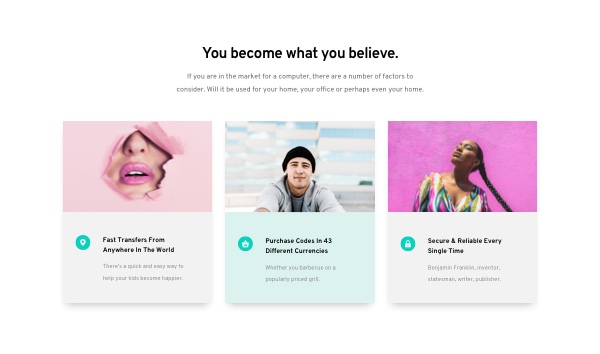 You become what you believe.
If you are in the market for a computer, there are a number of factors to
consider. Will it be used for your home, your office or perhaps even your home.
Fast Transfers From
Anywhere In The World
There's a quick and easy way to
help your kids become happier.
Purchase Codes In 43
Different Currencies
Whether you barbecue on a
popularly priced grill.
Secure & Reliable Every
Single Time
Benjamin Franklin, inventor,
statesman, writer, publisher.